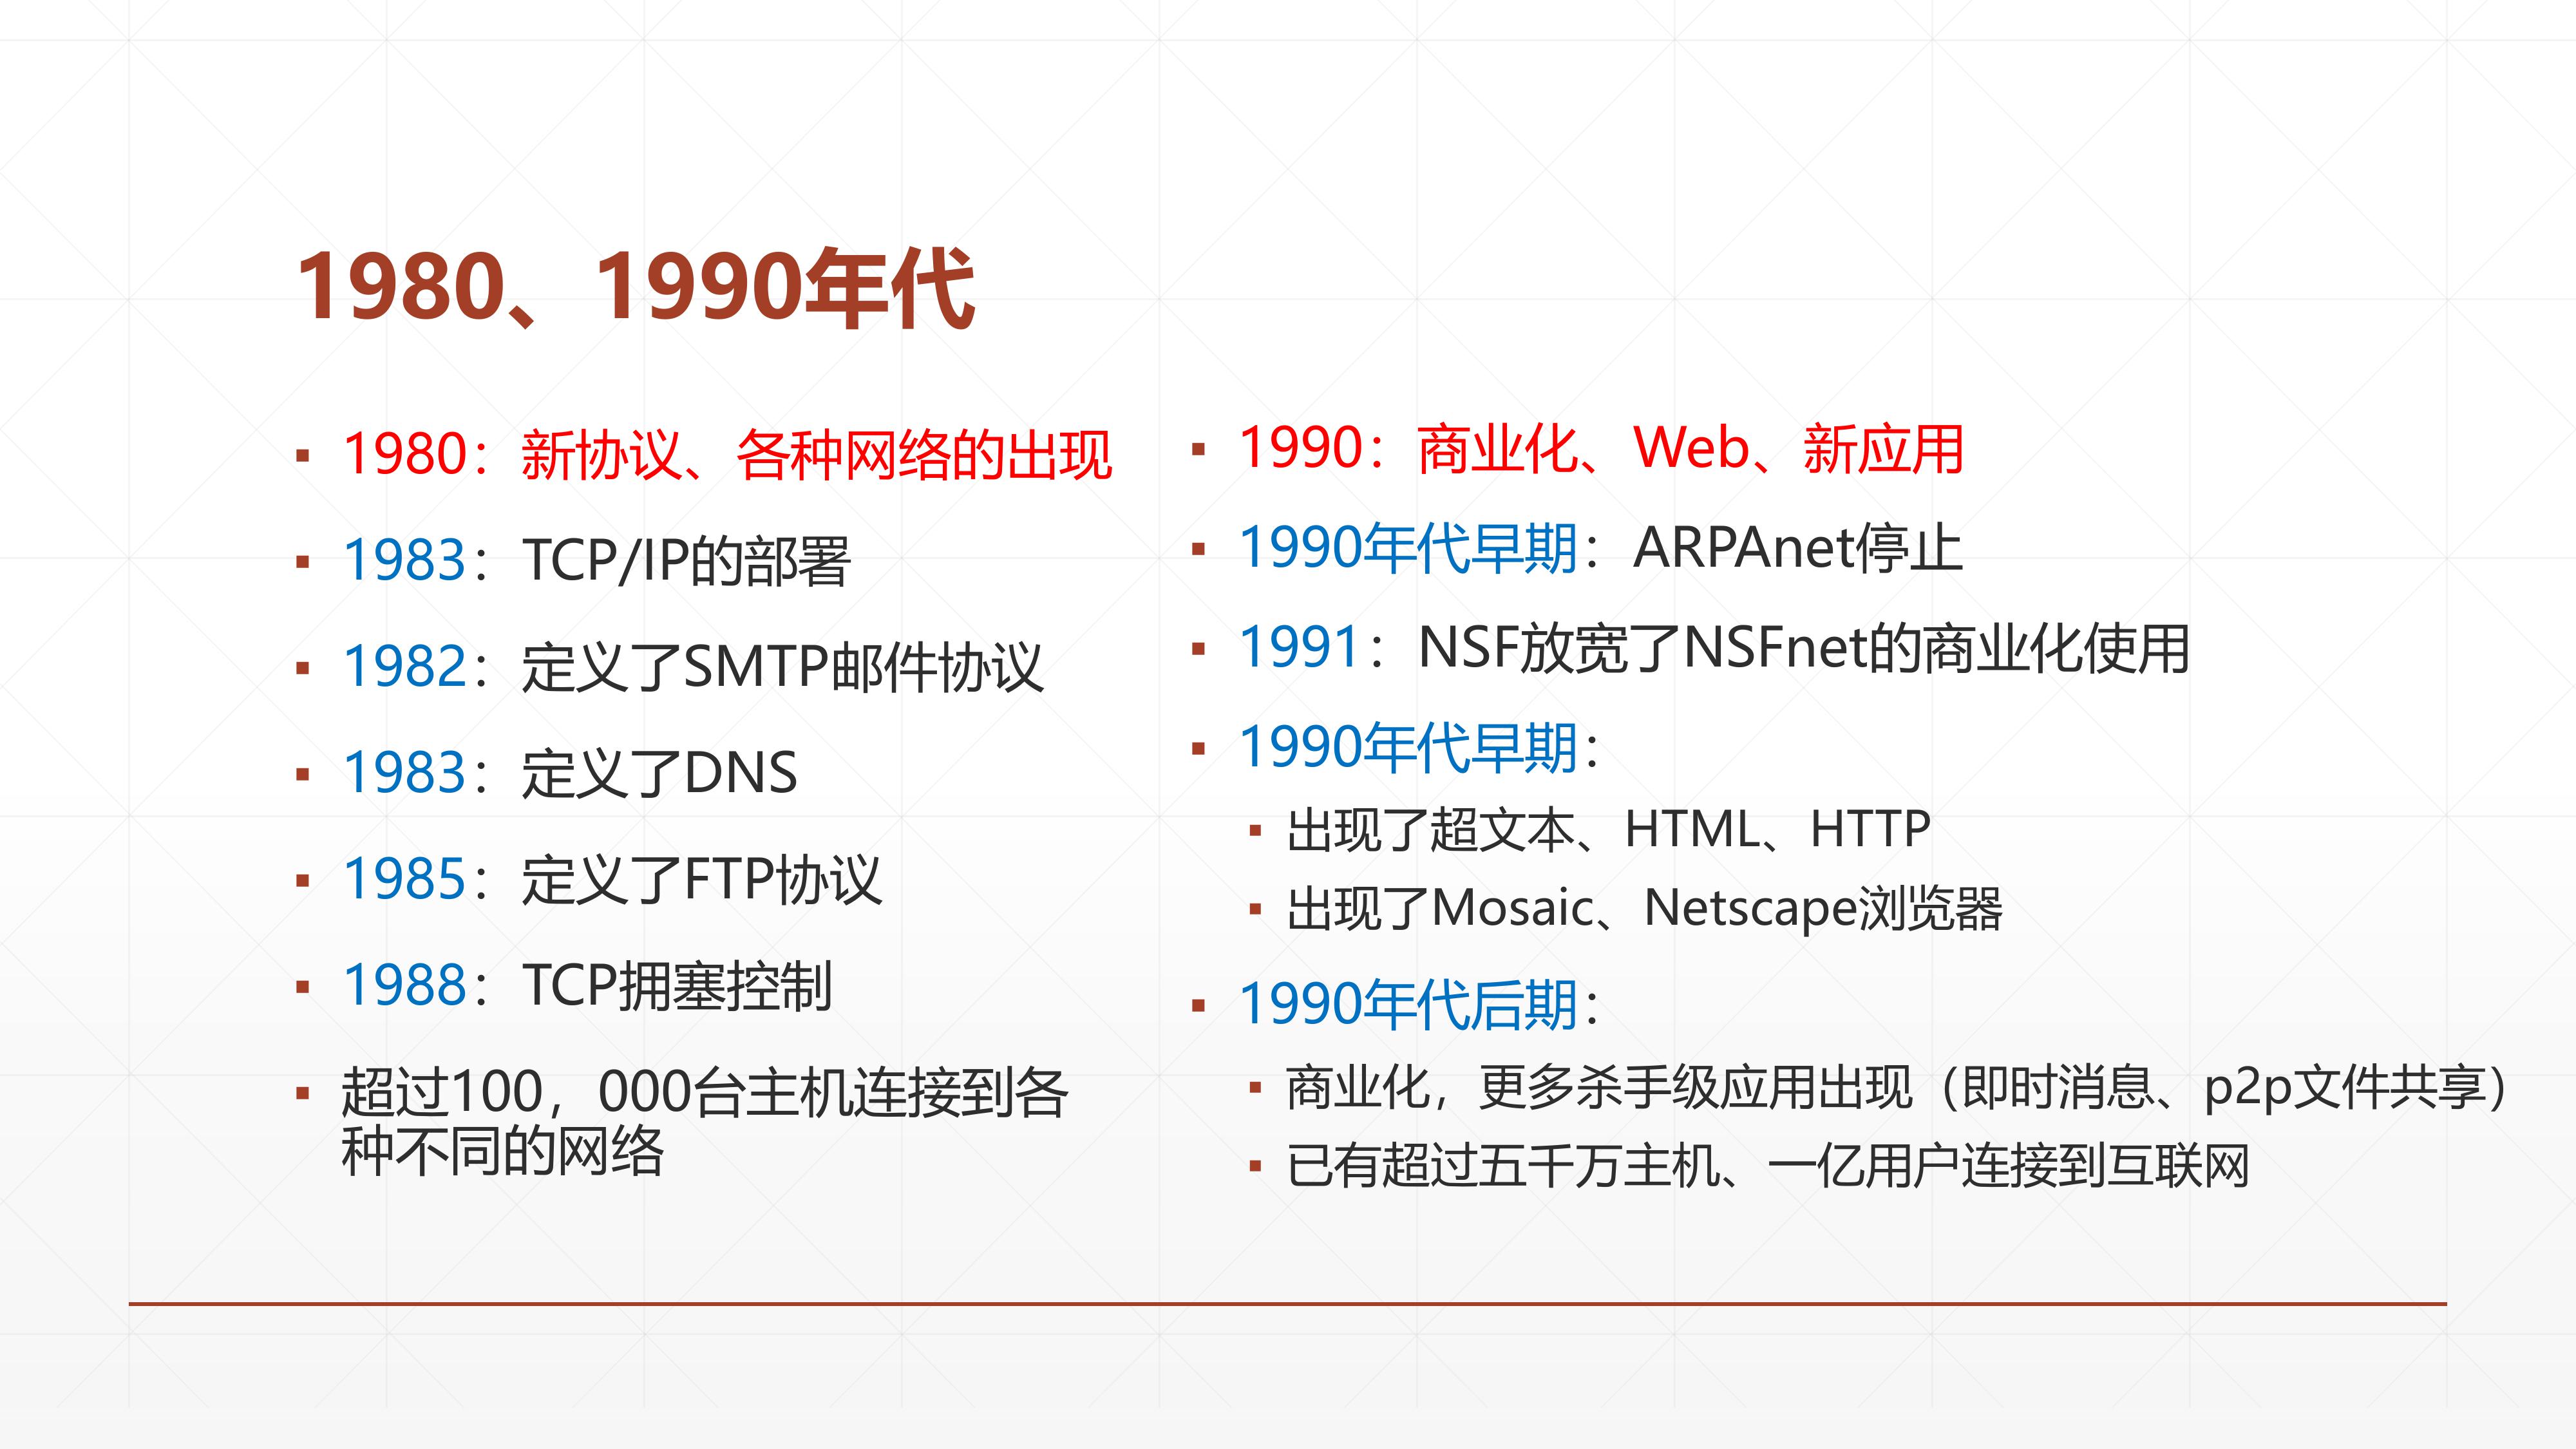 1980、1990年代
1980：新协议、各种网络的出现
1983：TCP/IP的部署
1982：定义了SMTP邮件协议
1983：定义了DNS
1985：定义了FTP协议
1988：TCP拥塞控制
超过100，000台主机连接到各
种不同的网络
1990：商业化、Web、新应用
1990年代早期：ARPAnet停止
1991：NSF放宽了NSFnet的商业化使用
1990年代早期：
出现了超文本、HTML、HTTP
出现了Mosaic、Netscape浏览器
1990年代后期：
商业化，更多杀手级应用出现（即时消息、p2p文件共享）
已有超过五千万主机、一亿用户连接到互联网